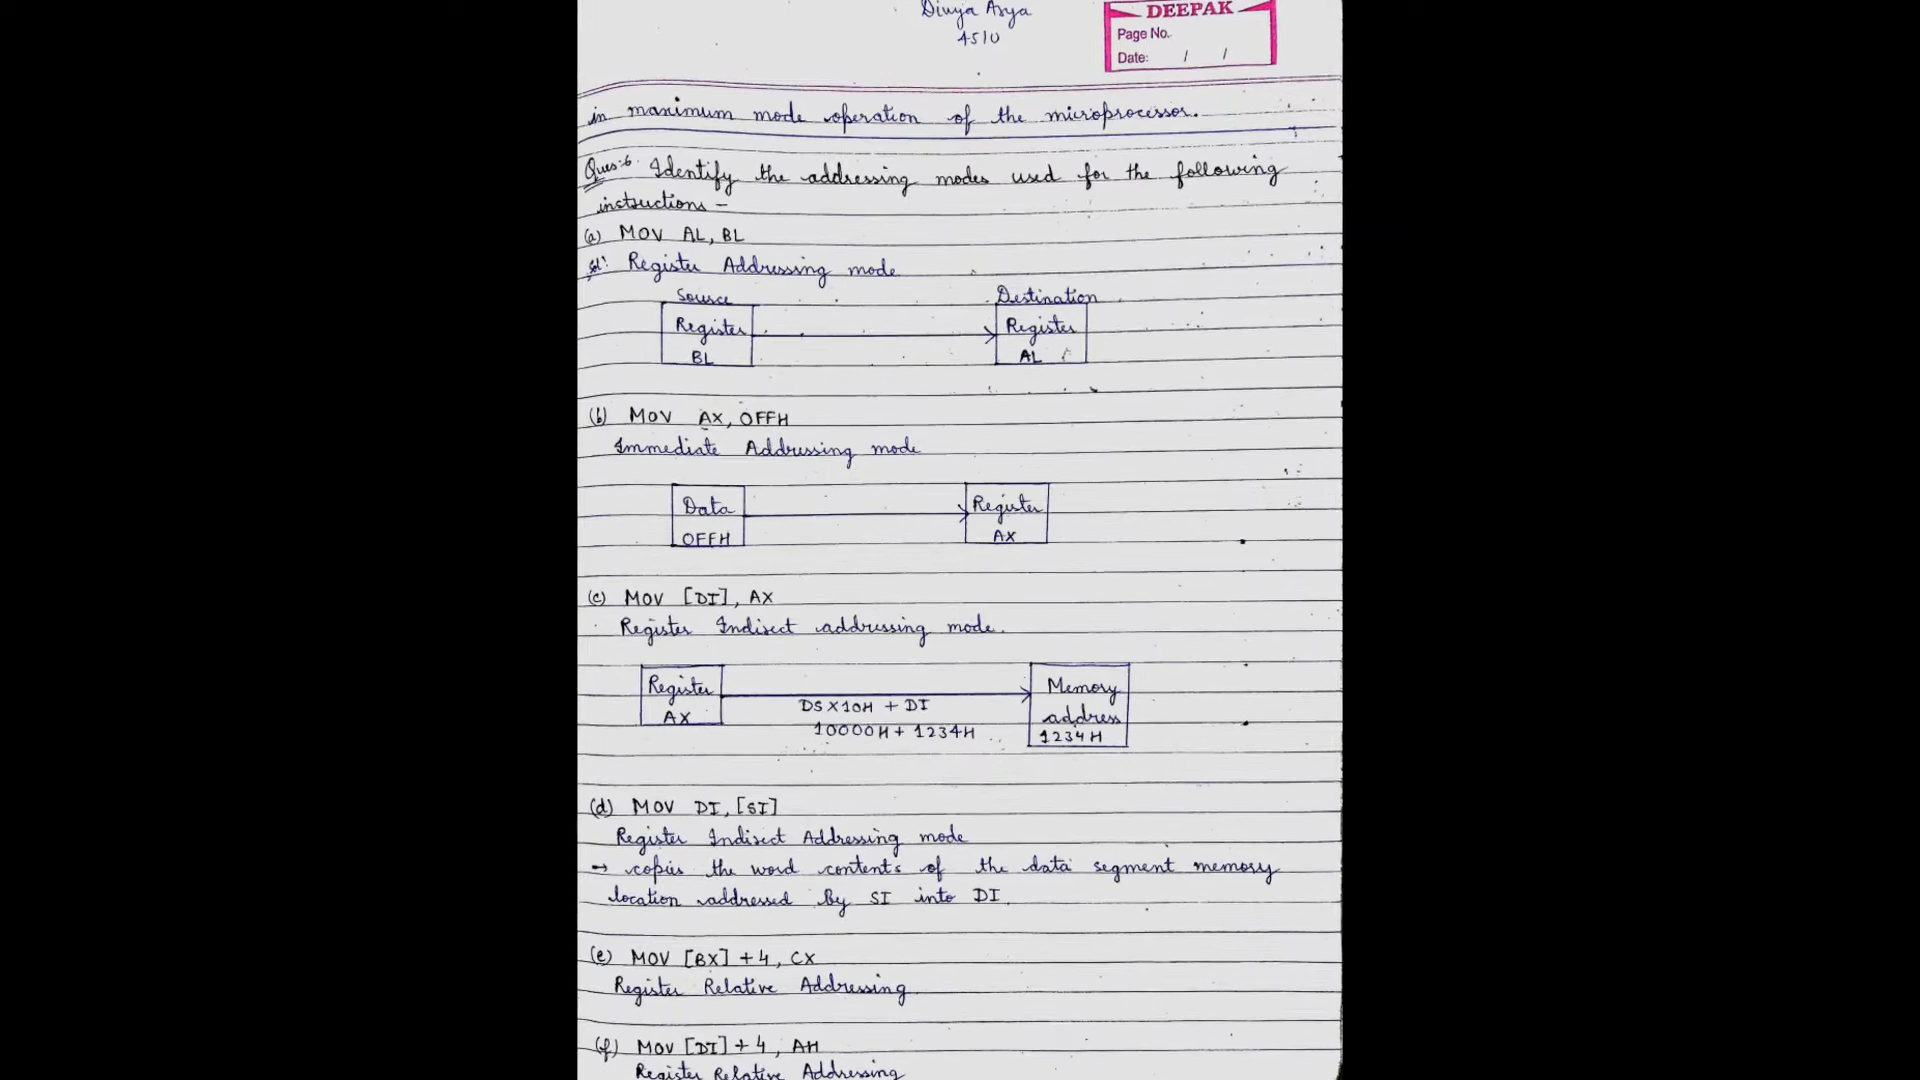 Divya Arya
4510
DEEPAK
Page No.
Date: / /
in maximum mode operation of the microprocessor.
Ques:6. Identify the addressing modes used for the following
instructions -
(a) MOV AL, BL
Sol: Register Addressing mode
Source Destination
Register Register
BL AL
(b) MOV AX, OFFH
Immediate Addressing mode
Data Register
OFFH AX
(c) MOV [DI], AX
Register Indirect addressing mode.
Register Memory
AX DS X 10H + DI address
10000H + 1234H 1234H
(d) MOV DI, [SI]
Register Indirect Addressing mode
→ copies the word contents of the data segment memory
location addressed by SI into DI.
(e) MOV [BX] + 4, CX
Register Relative Addressing
(f) MOV [DI] + 4, AH
Register Relative Addressing